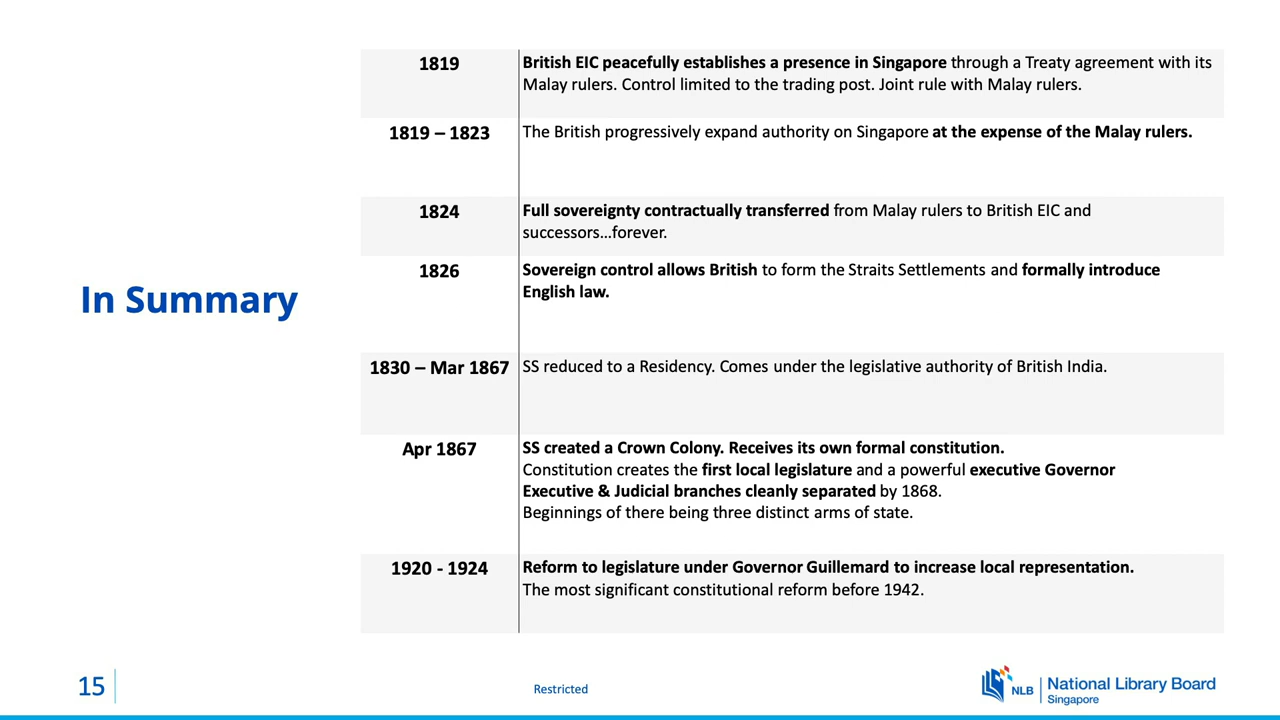 In Summary
1819
British EIC peacefully establishes a presence in Singapore through a Treaty agreement with its
Malay rulers. Control limited to the trading post. Joint rule with Malay rulers.
1819 – 1823
The British progressively expand authority on Singapore at the expense of the Malay rulers.
1824
Full sovereignty contractually transferred from Malay rulers to British EIC and
successors…forever.
1826
Sovereign control allows British to form the Straits Settlements and formally introduce
English law.
1830 – Mar 1867
SS reduced to a Residency. Comes under the legislative authority of British India.
Apr 1867
SS created a Crown Colony. Receives its own formal constitution.
Constitution creates the first local legislature and a powerful executive Governor
Executive & Judicial branches cleanly separated by 1868.
Beginnings of there being three distinct arms of state.
1920 - 1924
Reform to legislature under Governor Guillemard to increase local representation.
The most significant constitutional reform before 1942.
15
Restricted
NLB
National Library Board
Singapore